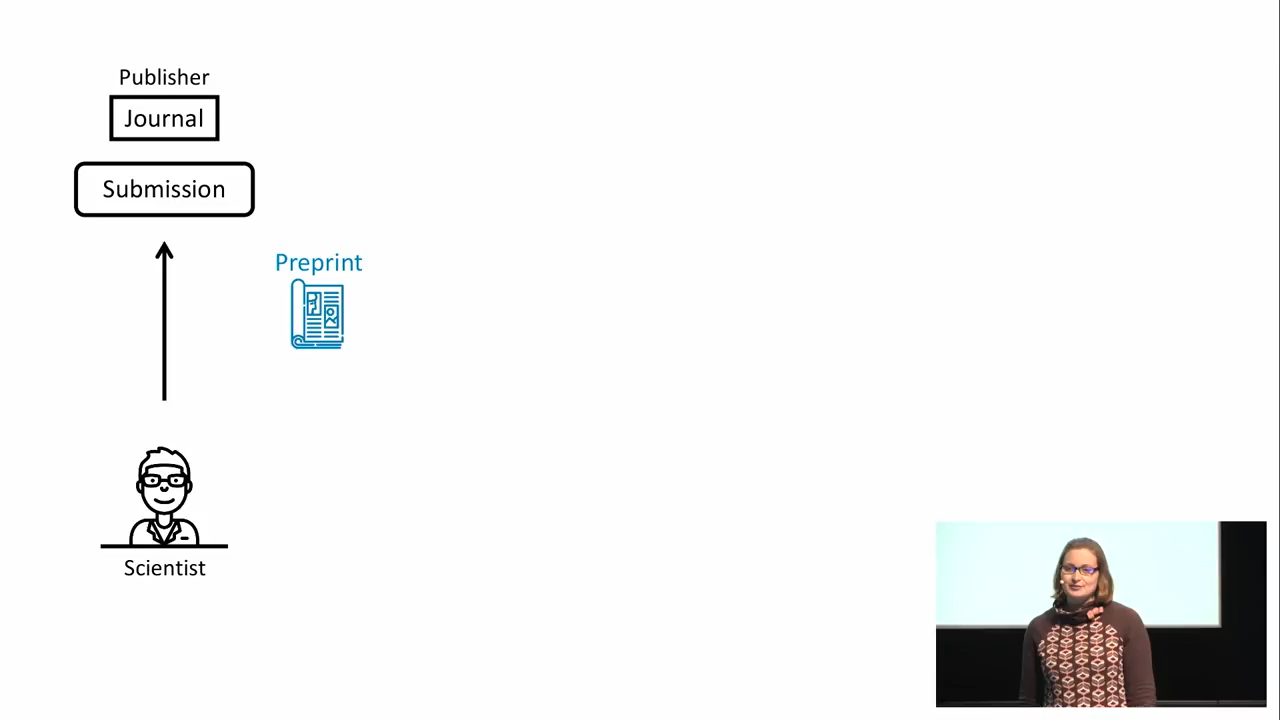 Publisher
Journal
Submission
Preprint
Scientist